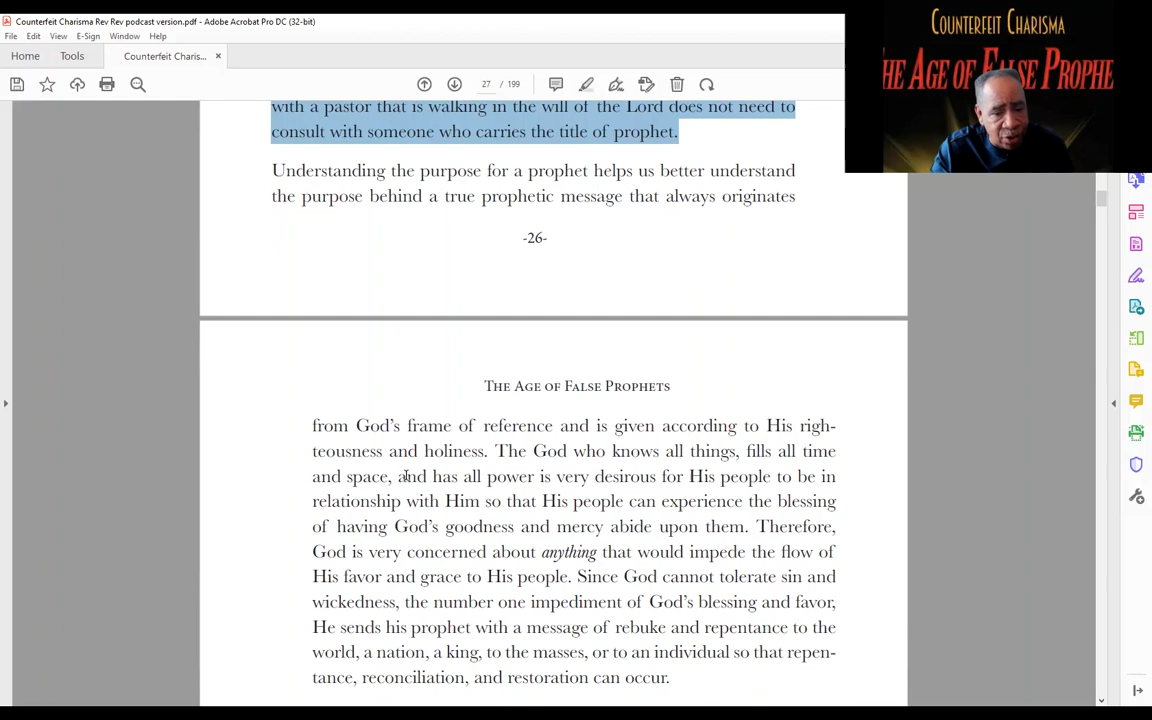 Counterfeit Charisma Rev Rev podcast version.pdf - Adobe Acrobat Pro DC (32-bit)
File Edit View E-Sign Window Help
Home Tools Counterfeit Charis... ×
27 / 199
COUNTERFEIT CHARISMA
HE AGE OF FALSE PROPHE
with a pastor that is walking in the will of the Lord does not need to
consult with someone who carries the title of prophet.
Understanding the purpose for a prophet helps us better understand
the purpose behind a true prophetic message that always originates
-26-
THE AGE OF FALSE PROPHETS
from God's frame of reference and is given according to His righ-
teousness and holiness. The God who knows all things, fills all time
and space, and has all power is very desirous for His people to be in
relationship with Him so that His people can experience the blessing
of having God's goodness and mercy abide upon them. Therefore,
God is very concerned about anything that would impede the flow of
His favor and grace to His people. Since God cannot tolerate sin and
wickedness, the number one impediment of God's blessing and favor,
He sends his prophet with a message of rebuke and repentance to the
world, a nation, a king, to the masses, or to an individual so that repen-
tance, reconciliation, and restoration can occur.